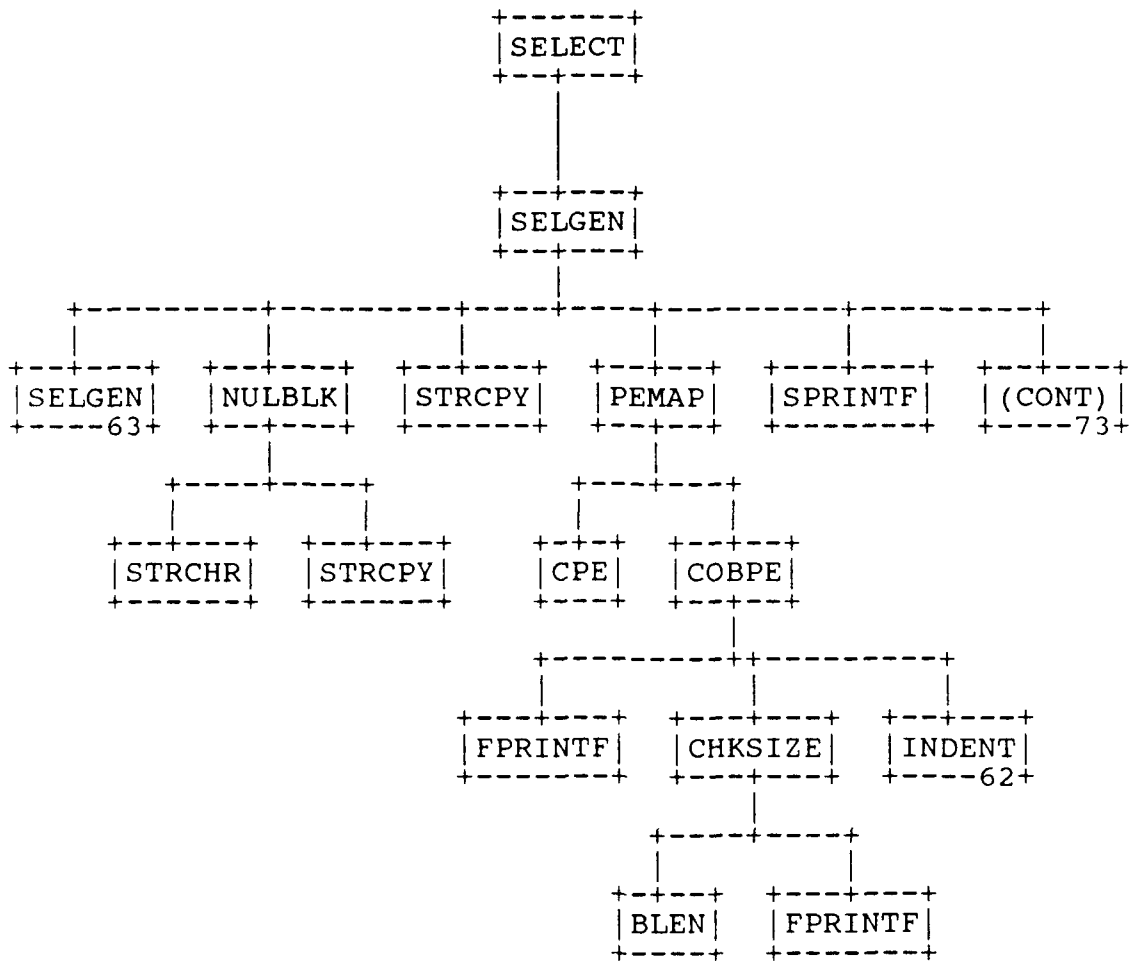 SELECT
SELGEN
SELGEN NULBLK STRCPY PEMAP SPRINTF (CONT)
63 73
STRCHR STRCPY CPE COBPE
FPRINTF CHKSIZE INDENT
62
BLEN FPRINTF